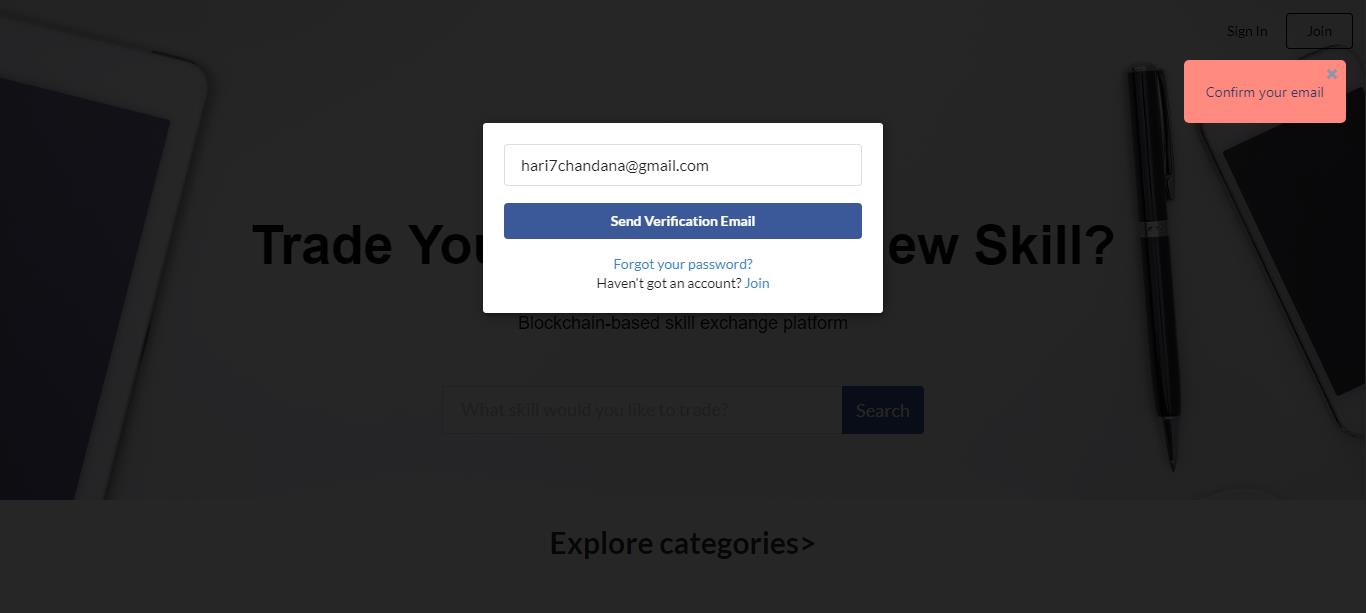 Sign In
Join
Confirm your email
hari7chandana@gmail.com
Send Verification Email
Trade You ew Skill?
Forgot your password?
Haven't got an account? Join
Blockchain-based skill exchange platform
What skill would you like to trade?
Search
Explore categories>